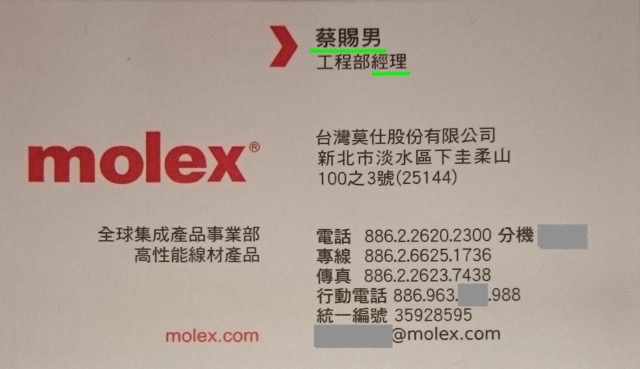 蔡賜男
工程部經理
molex®
台灣莫仕股份有限公司
新北市淡水區下圭柔山
100之3號(25144)
全球集成產品事業部
高性能線材產品
電話 886.2.2620.2300 分機
專線 886.2.6625.1736
傳真 886.2.2623.7438
行動電話 886.963. .988
統一編號 35928595
@molex.com
molex.com